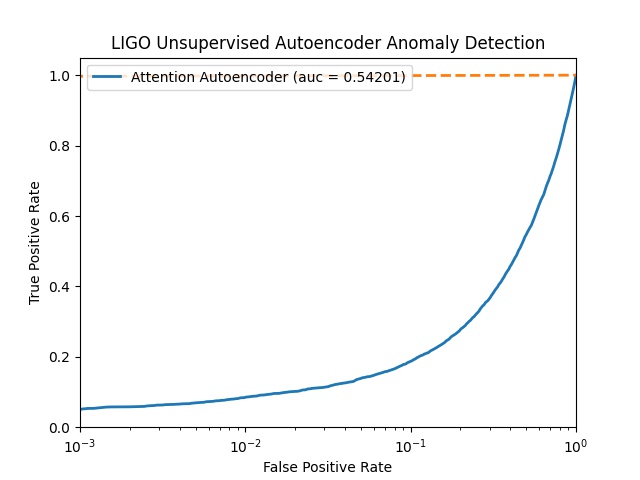 LIGO Unsupervised Autoencoder Anomaly Detection
Attention Autoencoder (auc = 0.54201)
True Positive Rate
1.0
0.8
0.6
0.4
0.2
0.0
10⁻³
10⁻²
10⁻¹
10⁰
False Positive Rate